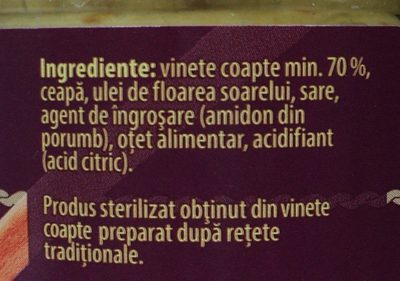 Ingrediente: vinete coapte min. 70 %,
ceapă, ulei de floarea soarelui, sare,
agent de îngroșare (amidon din
porumb), oțet alimentar, acidifiant
(acid citric).
Produs sterilizat obținut din vinete
coapte preparat după rețete
tradiționale.